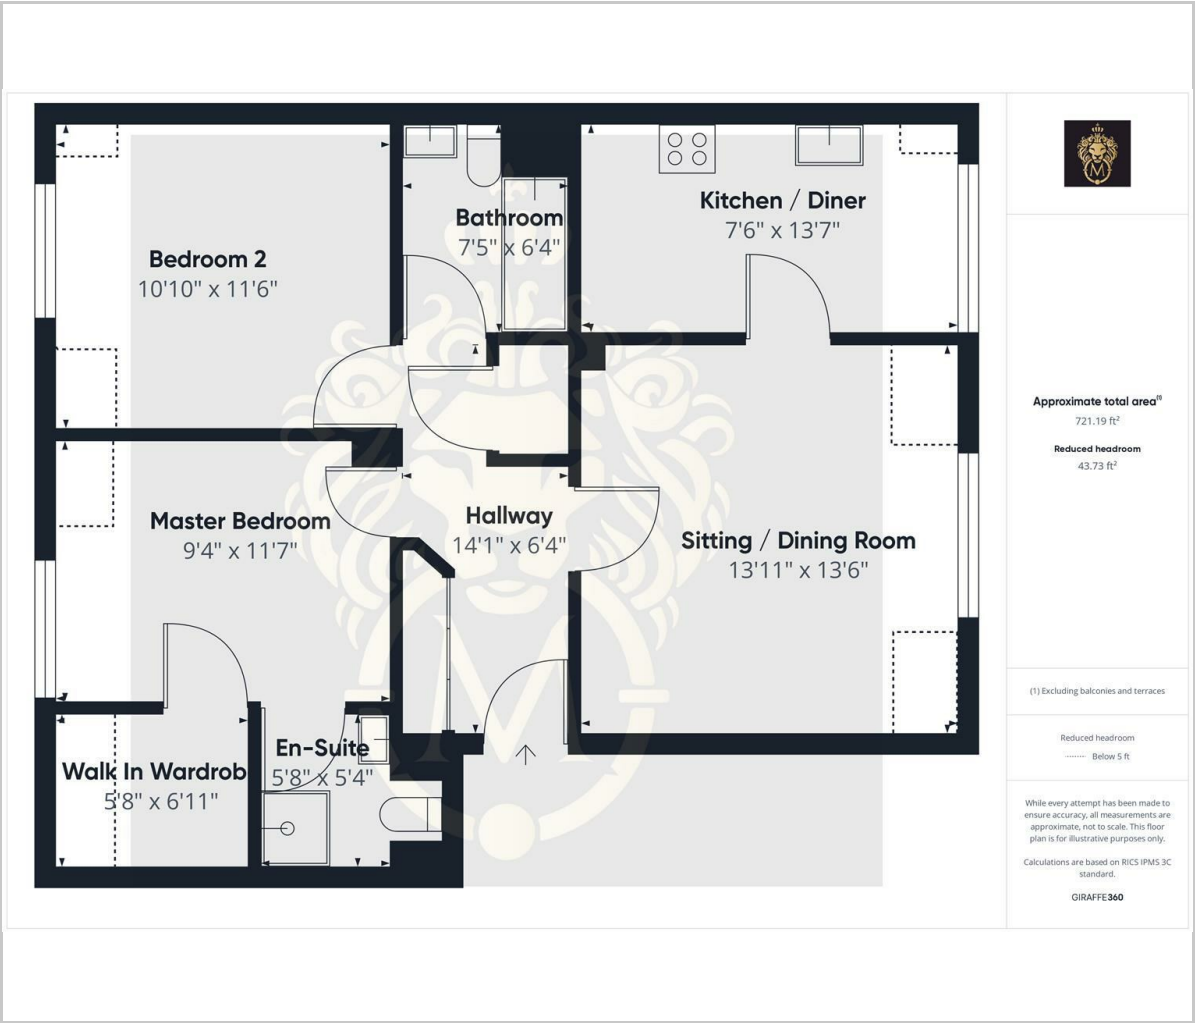 Bedroom 2
10'10" x 11'6"
Bathroom
7'5" x 6'4"
Kitchen / Diner
7'6" x 13'7"
Master Bedroom
9'4" x 11'7"
Hallway
14'1" x 6'4"
Sitting / Dining Room
13'11" x 13'6"
Walk In Wardrob
5'8" x 6'11"
En-Suite
5'8" x 5'4"
M
M
Approximate total area(1)
721.19 ft²
Reduced headroom
43.73 ft²
(1) Excluding balconies and terraces
Reduced headroom
Below 5 ft
While every attempt has been made to
ensure accuracy, all measurements are
approximate, not to scale. This floor
plan is for illustrative purposes only.
Calculations are based on RICS IPMS 3C
standard.
GIRAFFE360